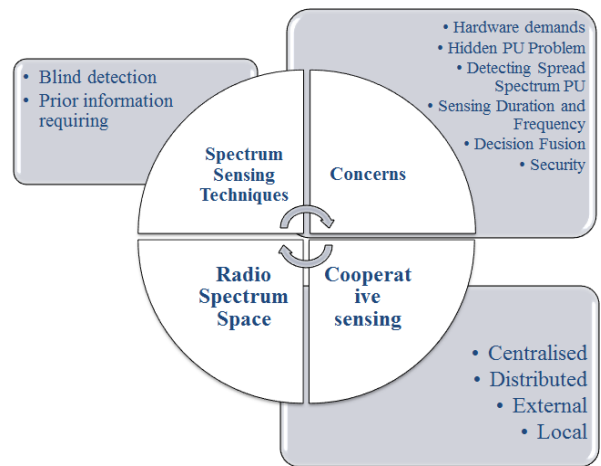 • Blind detection
• Prior information
requiring
• Hardware demands
• Hidden PU Problem
• Detecting Spread
Spectrum PU
• Sensing Duration and
Frequency
• Decision Fusion
• Security
Spectrum
Sensing
Techniques
Concerns
Radio
Spectrum
Space
Cooperat
ive
sensing
• Centralised
• Distributed
• External
• Local